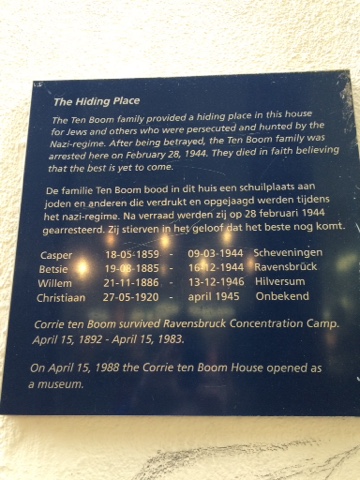 The Hiding Place
The Ten Boom family provided a hiding place in this house
for Jews and others who were persecuted and hunted by the
Nazi-regime. After being betrayed, the Ten Boom family was
arrested here on February 28, 1944. They died in faith believing
that the best is yet to come.
De familie Ten Boom bood in dit huis een schuilplaats aan
joden en anderen die verdrukt en opgejaagd werden tijdens
het nazi-regime. Na verraad werden zij op 28 februari 1944
gearresteerd. Zij stierven in het geloof dat het beste nog komt.
Casper 18-05-1859 - 09-03-1944 Scheveningen
Betsie 19-08-1885 - 16-12-1944 Ravensbrück
Willem 21-11-1886 - 13-12-1946 Hilversum
Christiaan 27-05-1920 - april 1945 Onbekend
Corrie ten Boom survived Ravensbruck Concentration Camp.
April 15, 1892 - April 15, 1983.
On April 15, 1988 the Corrie ten Boom House opened as
a museum.